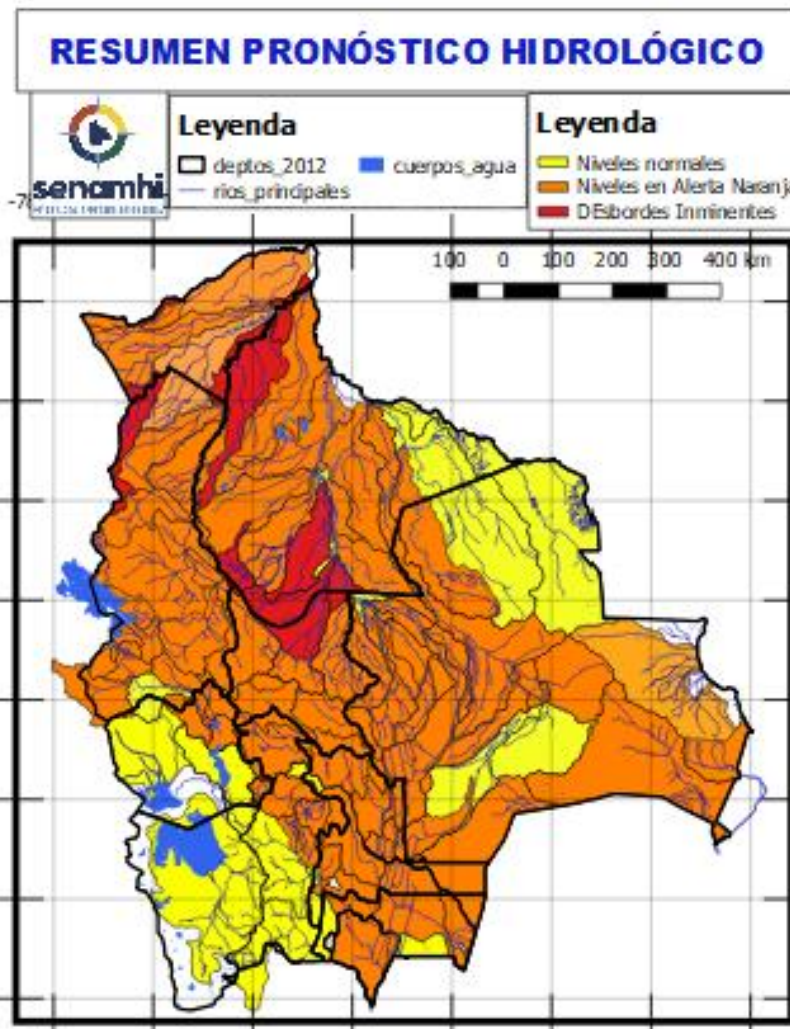 RESUMEN PRONÓSTICO HIDROLÓGICO
senamhi
Leyenda
deptos_2012
cuerpos_agua
rios_principales
Leyenda
Niveles normales
Niveles en Alerta Naranja
DEsbordes Inminentes
100 0 100 200 300 400 km